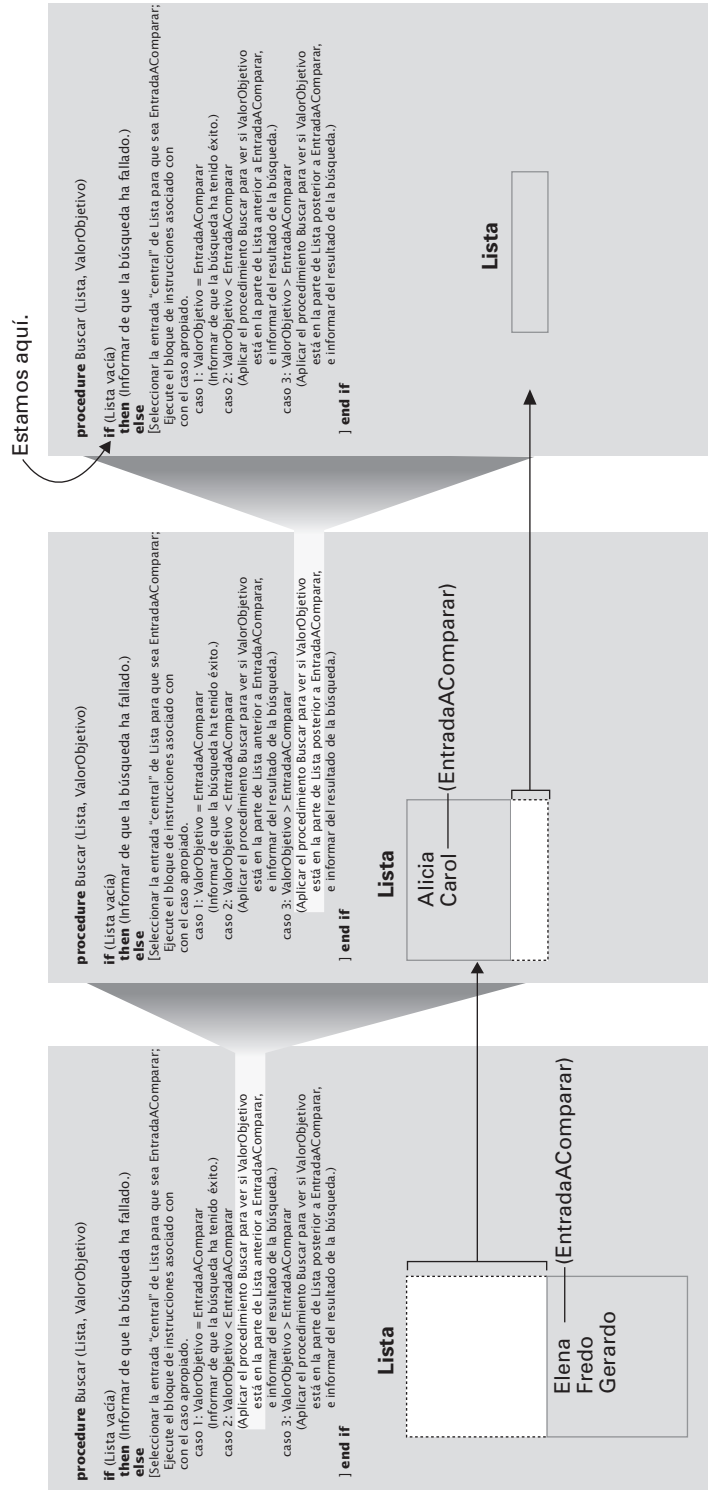 Estamos aquí.
procedure Buscar (Lista, ValorObjetivo)
if (Lista vacía)
then (Informar de que la búsqueda ha fallado.)
else
[Seleccionar la entrada "central" de Lista para que sea EntradaAComparar;
Ejecute el bloque de instrucciones asociado con
con el caso apropiado.
caso 1: ValorObjetivo = EntradaAComparar
(Informar de que la búsqueda ha tenido éxito.)
caso 2: ValorObjetivo < EntradaAComparar
(Aplicar el procedimiento Buscar para ver si ValorObjetivo
está en la parte de Lista anterior a EntradaAComparar,
e informar del resultado de la búsqueda.)
caso 3: ValorObjetivo > EntradaAComparar
(Aplicar el procedimiento Buscar para ver si ValorObjetivo
está en la parte de Lista posterior a EntradaAComparar,
e informar del resultado de la búsqueda.)
] end if
Lista
Elena
Fredo
Gerardo
(EntradaAComparar)
procedure Buscar (Lista, ValorObjetivo)
if (Lista vacía)
then (Informar de que la búsqueda ha fallado.)
else
[Seleccionar la entrada "central" de Lista para que sea EntradaAComparar;
Ejecute el bloque de instrucciones asociado con
con el caso apropiado.
caso 1: ValorObjetivo = EntradaAComparar
(Informar de que la búsqueda ha tenido éxito.)
caso 2: ValorObjetivo < EntradaAComparar
(Aplicar el procedimiento Buscar para ver si ValorObjetivo
está en la parte de Lista anterior a EntradaAComparar,
e informar del resultado de la búsqueda.)
caso 3: ValorObjetivo > EntradaAComparar
(Aplicar el procedimiento Buscar para ver si ValorObjetivo
está en la parte de Lista posterior a EntradaAComparar,
e informar del resultado de la búsqueda.)
] end if
Lista
Alicia
Carol
(EntradaAComparar)
procedure Buscar (Lista, ValorObjetivo)
if (Lista vacía)
then (Informar de que la búsqueda ha fallado.)
else
[Seleccionar la entrada "central" de Lista para que sea EntradaAComparar;
Ejecute el bloque de instrucciones asociado con
con el caso apropiado.
caso 1: ValorObjetivo = EntradaAComparar
(Informar de que la búsqueda ha tenido éxito.)
caso 2: ValorObjetivo < EntradaAComparar
(Aplicar el procedimiento Buscar para ver si ValorObjetivo
está en la parte de Lista anterior a EntradaAComparar,
e informar del resultado de la búsqueda.)
caso 3: ValorObjetivo > EntradaAComparar
(Aplicar el procedimiento Buscar para ver si ValorObjetivo
está en la parte de Lista posterior a EntradaAComparar,
e informar del resultado de la búsqueda.)
] end if
Lista